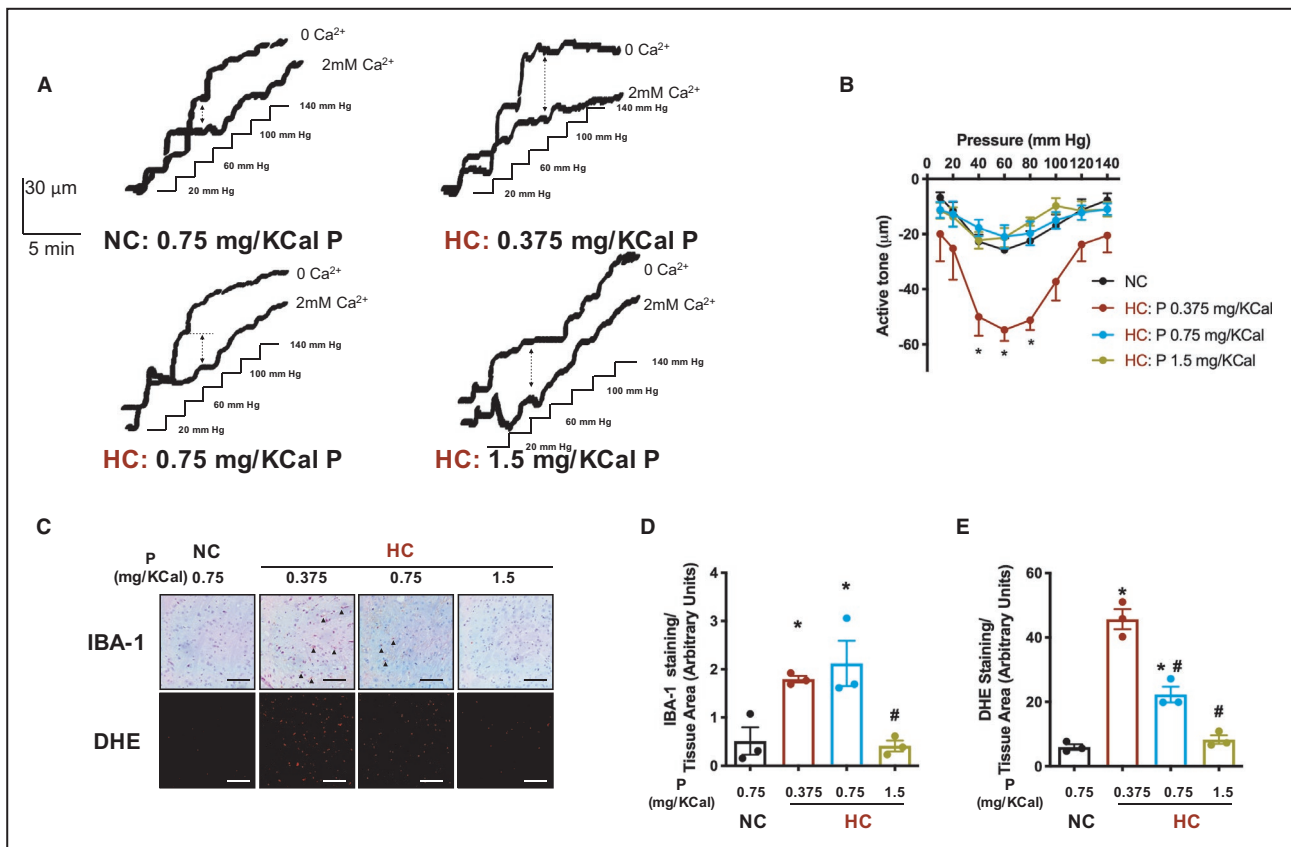 A
0 Ca²⁺
2mM Ca²⁺
140 mm Hg
100 mm Hg
60 mm Hg
20 mm Hg
30 µm
5 min
NC: 0.75 mg/KCal P
0 Ca²⁺
2mM Ca²⁺
140 mm Hg
100 mm Hg
60 mm Hg
20 mm Hg
HC: 0.375 mg/KCal P
0 Ca²⁺
2mM Ca²⁺
140 mm Hg
100 mm Hg
60 mm Hg
20 mm Hg
HC: 0.75 mg/KCal P
0 Ca²⁺
2mM Ca²⁺
140 mm Hg
100 mm Hg
60 mm Hg
20 mm Hg
HC: 1.5 mg/KCal P
B
Pressure (mm Hg)
0 20 40 60 80 100 120 140
0
-20
-40
-60
Active tone (µm)
* * *
NC
HC: P 0.375 mg/KCal
HC: P 0.75 mg/KCal
HC: P 1.5 mg/KCal
C
NC HC
P
(mg/KCal) 0.75 0.375 0.75 1.5
IBA-1
DHE
D
IBA-1 staining/
Tissue Area (Arbitrary Units)
4
3
2
1
0
* * #
P
(mg/KCal)
0.75 0.375 0.75 1.5
NC HC
E
DHE Staining/
Tissue Area (Arbitrary Units)
60
40
20
0
* * # #
P
(mg/KCal)
0.75 0.375 0.75 1.5
NC HC